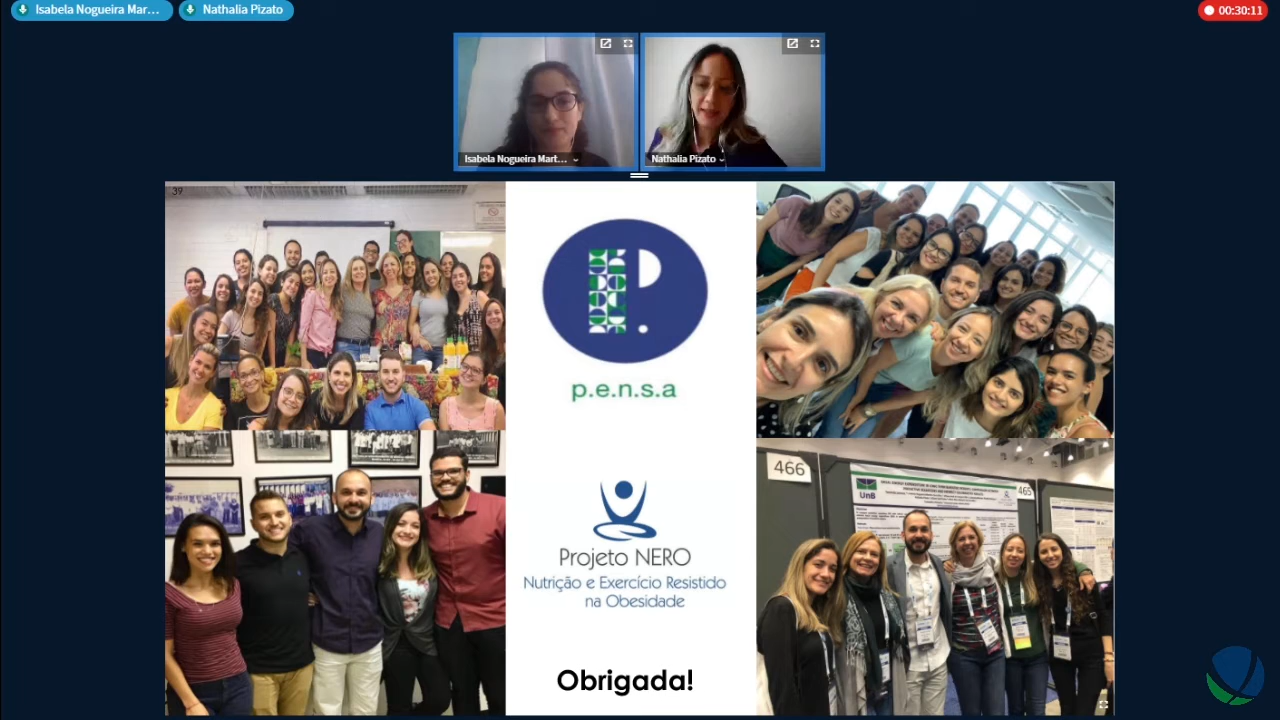 Isabela Nogueira Mar...
Nathalia Pizato
00:30:11
Isabela Nogueira Mart...
Nathalia Pizato
39
p.e.n.s.a
Projeto NERO
Nutrição e Exercício Resistido
na Obesidade
Obrigada!
466
465
UnB